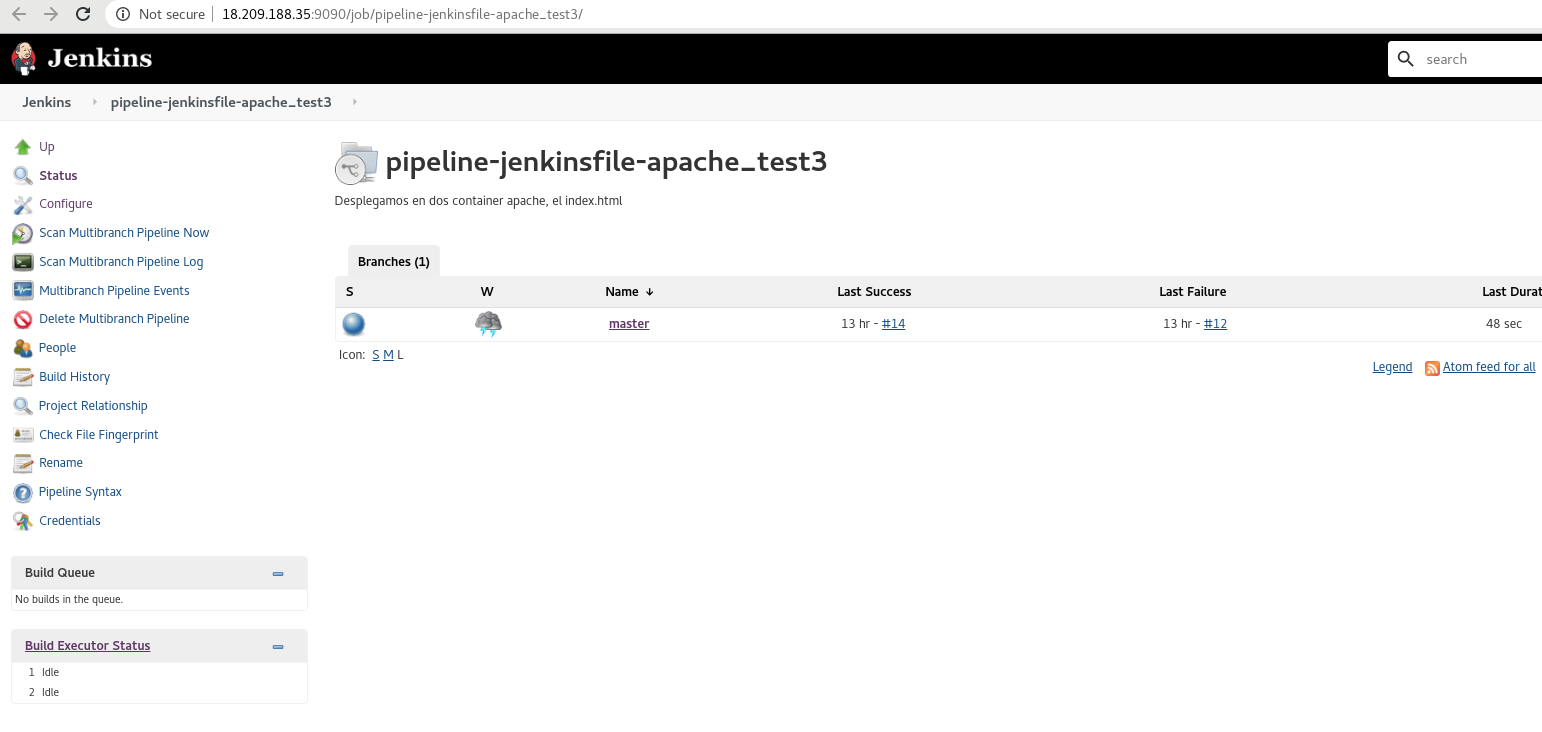 Not secure 18.209.188.35:9090/job/pipeline-jenkinsfile-apache_test3/
Jenkins
search
Jenkins pipeline-jenkinsfile-apache_test3
Up
Status
Configure
Scan Multibranch Pipeline Now
Scan Multibranch Pipeline Log
Multibranch Pipeline Events
Delete Multibranch Pipeline
People
Build History
Project Relationship
Check File Fingerprint
Rename
Pipeline Syntax
Credentials
Build Queue
No builds in the queue.
Build Executor Status
1 Idle
2 Idle
pipeline-jenkinsfile-apache_test3
Desplegamos en dos container apache, el index.html
Branches (1)
S W Name ↓ Last Success Last Failure Last Durat
master 13 hr - #14 13 hr - #12 48 sec
Icon: S M L
Legend Atom feed for all